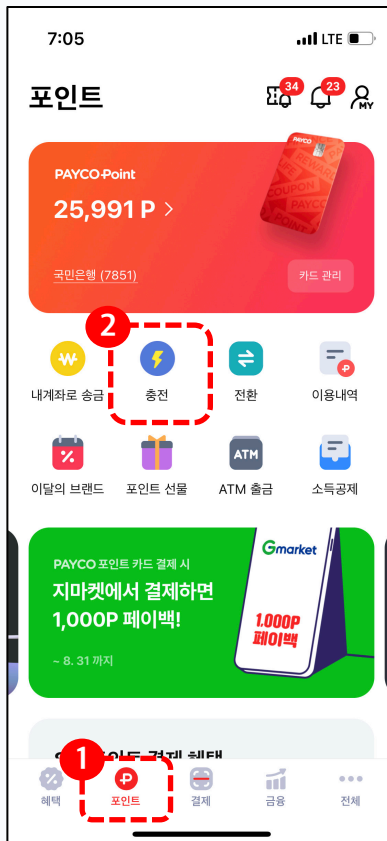 7:05 LTE
포인트 34 23 MY
PAYCO Point
25,991 P >
국민은행 (7851)
카드 관리
PAYCO
2
내계좌로 송금 충전 전환 이용내역
이달의 브랜드 포인트 선물 ATM 출금 소득공제
ATM
PAYCO 포인트 카드 결제 시
지마켓에서 결제하면
1,000P 페이백!
~ 8. 31 까지
Gmarket
1,000P
페이백
1
혜택 포인트 결제 금융 전체